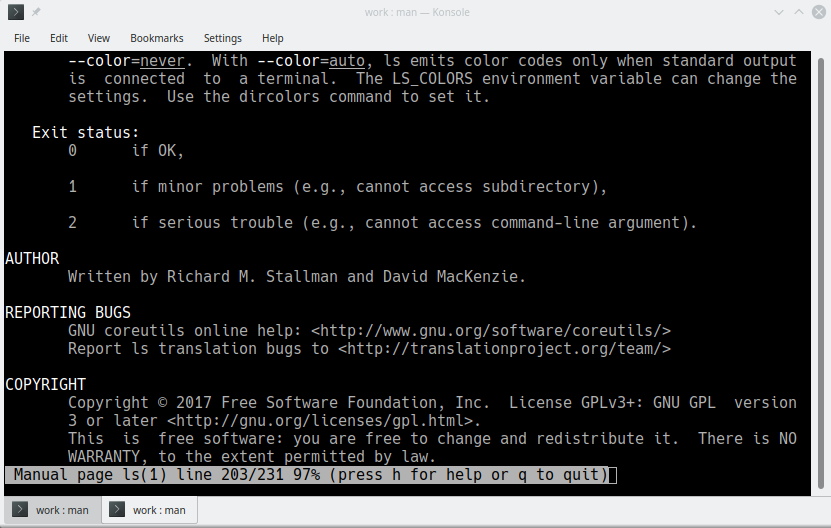 work : man — Konsole
File Edit View Bookmarks Settings Help
--color=never.  With --color=auto, ls emits color codes only when standard output
is  connected  to  a terminal.  The LS_COLORS environment variable can change the
settings.  Use the dircolors command to set it.
Exit status:
0      if OK,
1      if minor problems (e.g., cannot access subdirectory),
2      if serious trouble (e.g., cannot access command-line argument).
AUTHOR
Written by Richard M. Stallman and David MacKenzie.
REPORTING BUGS
GNU coreutils online help: <http://www.gnu.org/software/coreutils/>
Report ls translation bugs to <http://translationproject.org/team/>
COPYRIGHT
Copyright © 2017 Free Software Foundation, Inc.  License GPLv3+: GNU GPL  version
3 or later <http://gnu.org/licenses/gpl.html>.
This  is  free software: you are free to change and redistribute it.  There is NO
WARRANTY, to the extent permitted by law.
Manual page ls(1) line 203/231 97% (press h for help or q to quit)
work : man work : man